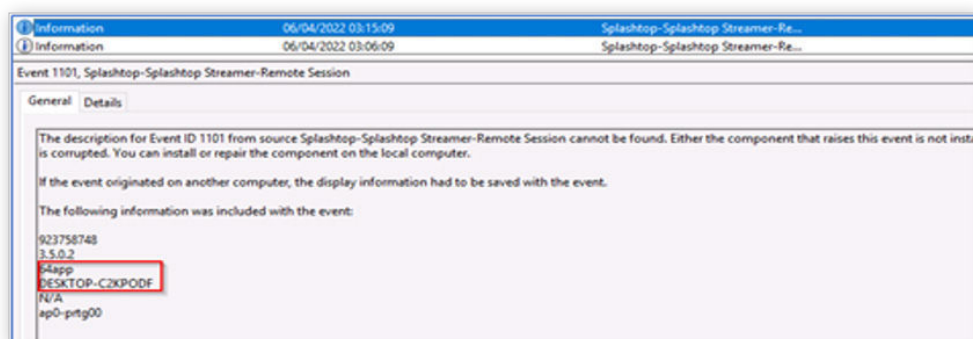 Information 06/04/2022 03:15:09 Splashtop-Splashtop Streamer-Re...
Information 06/04/2022 03:06:09 Splashtop-Splashtop Streamer-Re...
Event 1101, Splashtop-Splashtop Streamer-Remote Session
General Details
The description for Event ID 1101 from source Splashtop-Splashtop Streamer-Remote Session cannot be found. Either the component that raises this event is not insta
is corrupted. You can install or repair the component on the local computer.
If the event originated on another computer, the display information had to be saved with the event.
The following information was included with the event:
923758748
3.5.0.2
64app
DESKTOP-C2KPODF
N/A
ap0-prtg00